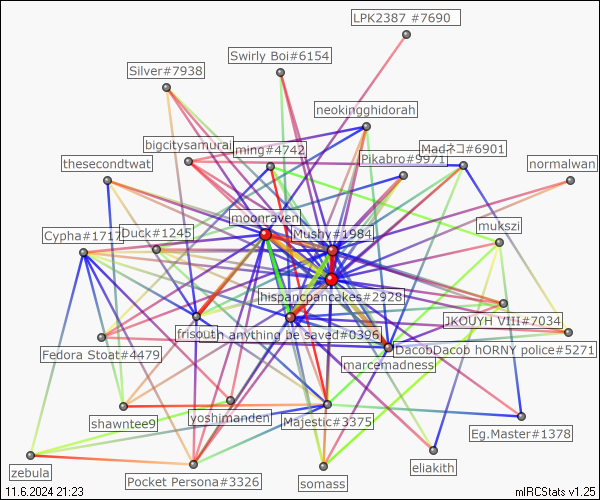 LPK2387 #7690
Swirly Boi#6154
Silver#7938
neokingghidorah
bigcitysamurai
ming#4742
Madネコ#6901
Pikabro#9971
thesecondtwat
normalwan
moonraven
mukszi
Duck#1245
Mushy#1984
Cypha#1717
hispancpancakes#2928
JKOUYH VIII#7034
frisout
h anything be saved#0396
DacobDacob hORNY police#5271
Fedora Stoat#4479
marcemadness
shawntee9
yoshimanden
Majestic#3375
Eg.Master#1378
zebula
eliakith
Pocket Persona#3326
somass
11.6.2024 21:23
mIRCStats v1.25